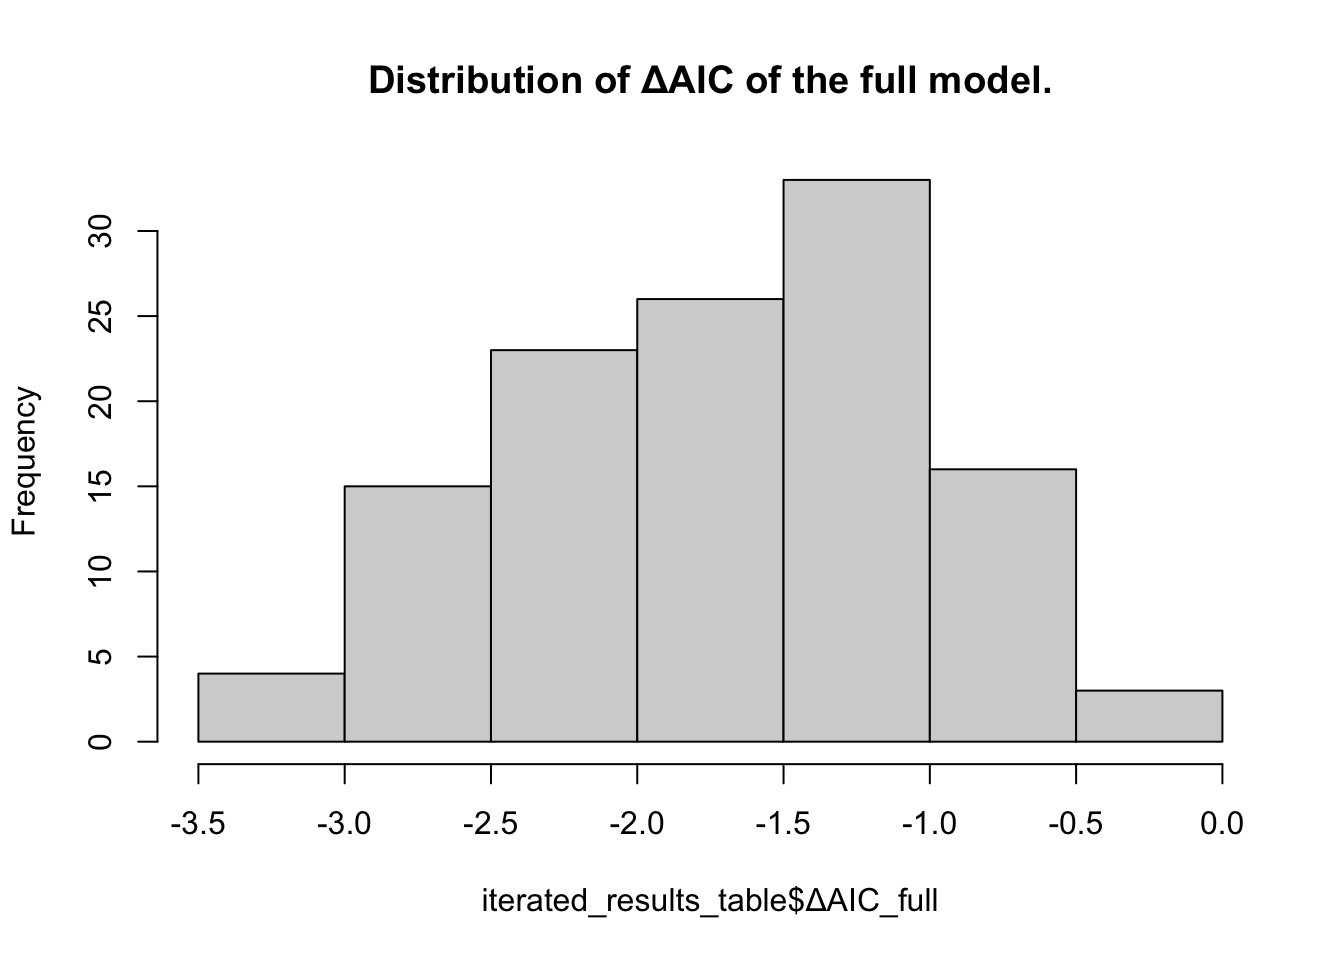 Distribution of ΔAIC of the full model.
Frequency
30
25
20
15
10
5
0
-3.5 -3.0 -2.5 -2.0 -1.5 -1.0 -0.5 0.0
iterated_results_table$ΔAIC_full